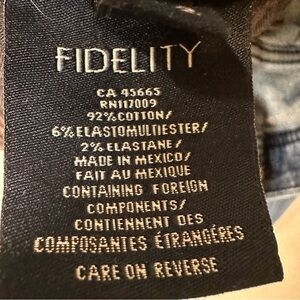 FIDELITY
CA 45665
RN117009
92% COTTON/
6% ELASTOMULTIESTER/
2% ELASTANE/
MADE IN MEXICO/
FAIT AU MEXIQUE
CONTAINING FOREIGN
COMPONENTS/
CONTIENNENT DES
COMPOSANTES ÉTRANGÈRES
CARE ON REVERSE